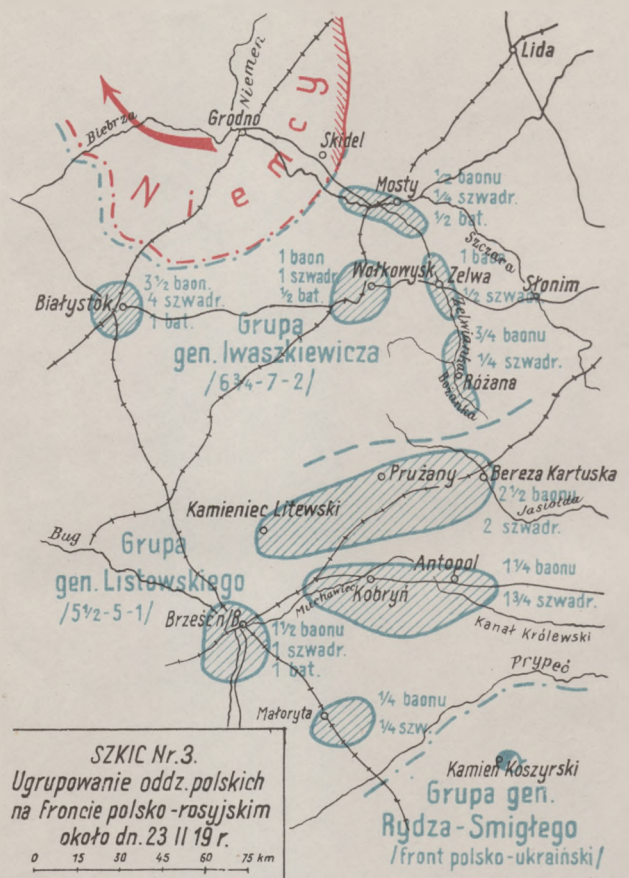 Lida
Niemen
Biebrza
Grodno
Skidel
Niemcy
Mosty
1/2 baonu
1/4 szwadr.
1/2 bat.
Szczara
1 baon
1 szwadr.
1/2 bat.
Wołkowysk
Zelwa
1 baon
1/2 szwadr.
Słonim
Białystok
3 1/2 baon.
4 szwadr.
1 bat.
Grupa
gen. Iwaszkiewicza
/6 3/4-7-2/
Zelwianka
3/4 baonu
1/4 szwadr.
Różana
Różanka
Prużany
Bereza Kartuska
2 1/2 baonu
Jasiołda
2 szwadr.
Kamieniec Litewski
Bug
Grupa
gen. Listowskiego
/5 1/2-5-1/
Antopol
1 1/4 baonu
Kobryń
1 3/4 szwadr.
Muchawiec
Kanał Królewski
Brześć n/B
1 1/2 baonu
1 szwadr.
1 bat.
Prypeć
Małoryta
1/4 baonu
1/4 szw.
Kamień Koszyrski
Grupa gen.
Rydza-Smigłego
/front polsko-ukraiński/
SZKIC Nr.3.
Ugrupowanie oddz. polskich
na froncie polsko-rosyjskim
około dn. 23 II 19 r.
0 15 30 45 60 75 km